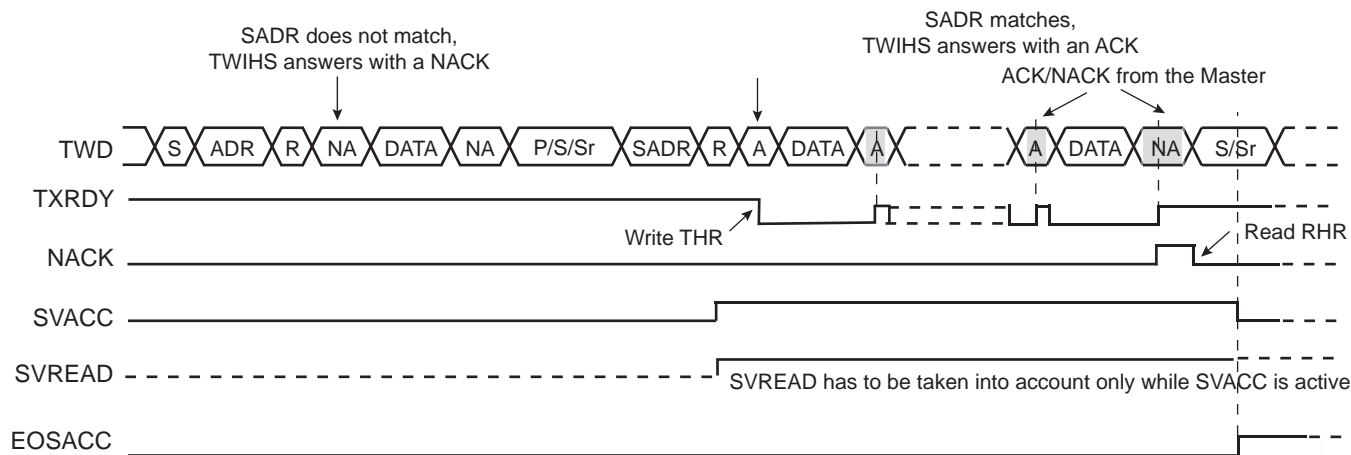 SADR does not match,
TWIHS answers with a NACK
SADR matches,
TWIHS answers with an ACK
ACK/NACK from the Master
TWD S ADR R NA DATA NA P/S/Sr SADR R A DATA A A DATA NA S/Sr
TXRDY
Write THR
Read RHR
NACK
SVACC
SVREAD
SVREAD has to be taken into account only while SVACC is active
EOSACC